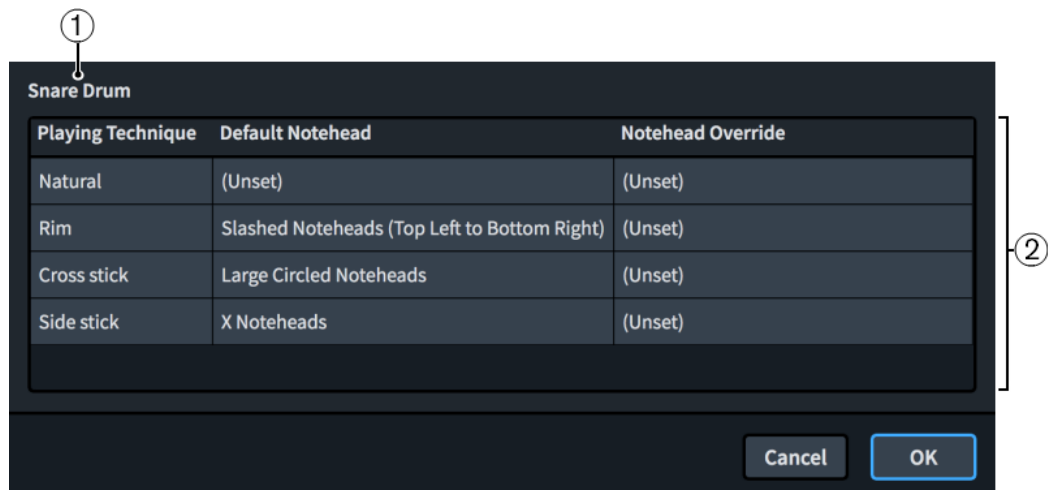 ①
Snare Drum
Playing Technique Default Notehead Notehead Override
Natural (Unset) (Unset)
Rim Slashed Noteheads (Top Left to Bottom Right) (Unset)
Cross stick Large Circled Noteheads (Unset)
②
Side stick X Noteheads (Unset)
Cancel OK